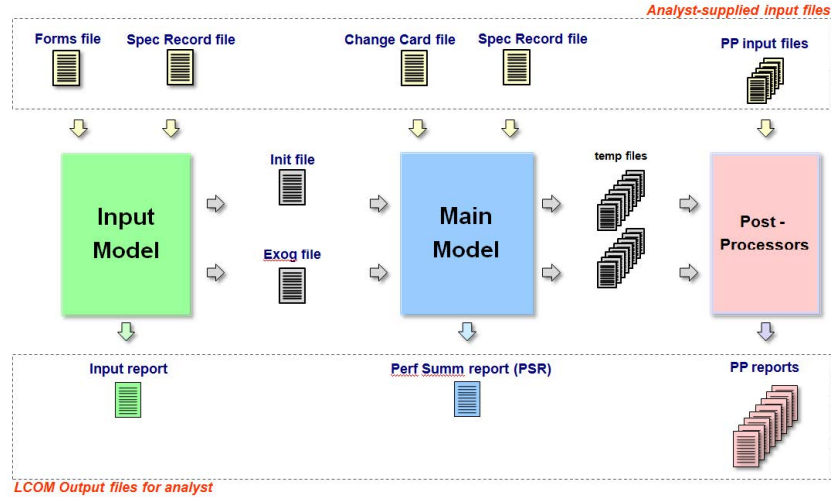 Analyst-supplied input files
Forms file
Spec Record file
Change Card file
Spec Record file
PP input files
Input
Model
Init file
Exog file
Main
Model
temp files
Post -
Processors
Input report
Perf Summ report (PSR)
PP reports
LCOM Output files for analyst